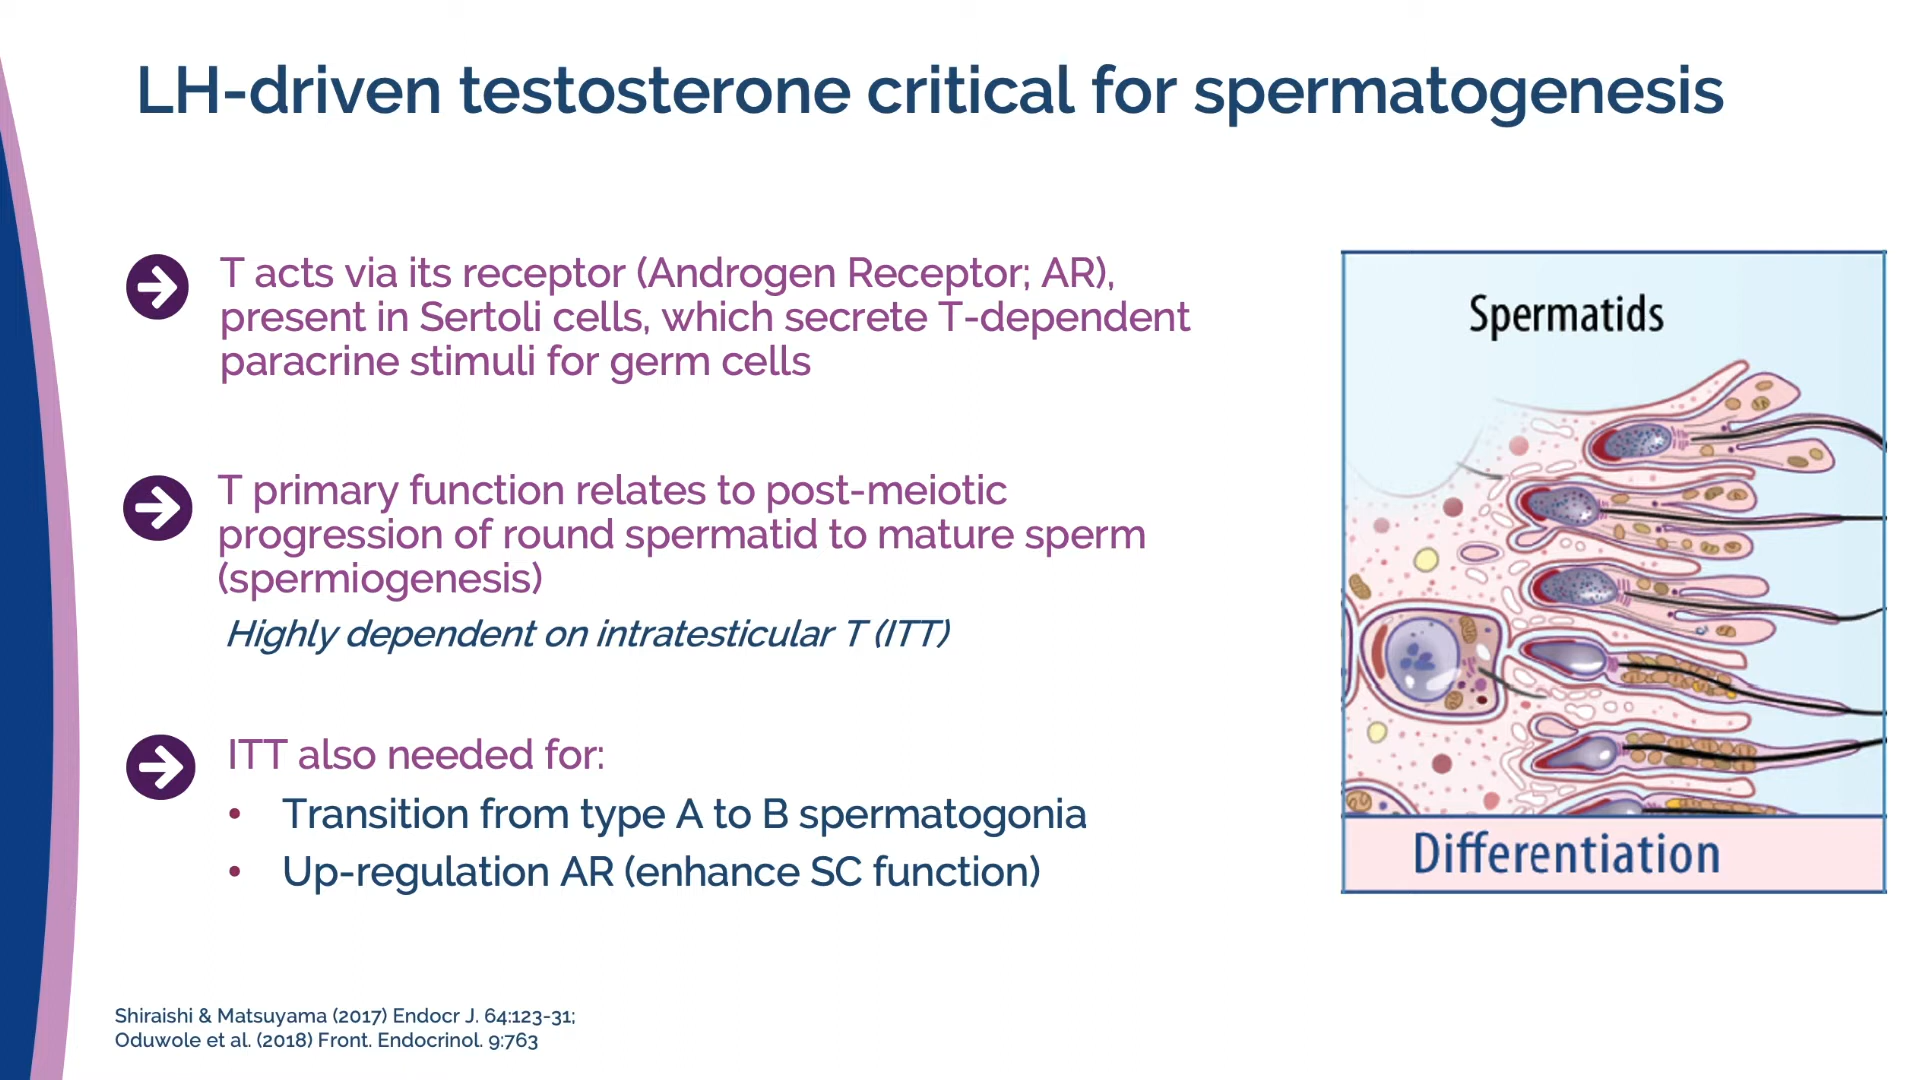 LH-driven testosterone critical for spermatogenesis
T acts via its receptor (Androgen Receptor; AR),
present in Sertoli cells, which secrete T-dependent
paracrine stimuli for germ cells
T primary function relates to post-meiotic
progression of round spermatid to mature sperm
(spermiogenesis)
Highly dependent on intratesticular T (ITT)
ITT also needed for:
• Transition from type A to B spermatogonia
• Up-regulation AR (enhance SC function)
Spermatids
Differentiation
Shiraishi & Matsuyama (2017) Endocr J. 64:123-31;
Oduwole et al. (2018) Front. Endocrinol. 9:763